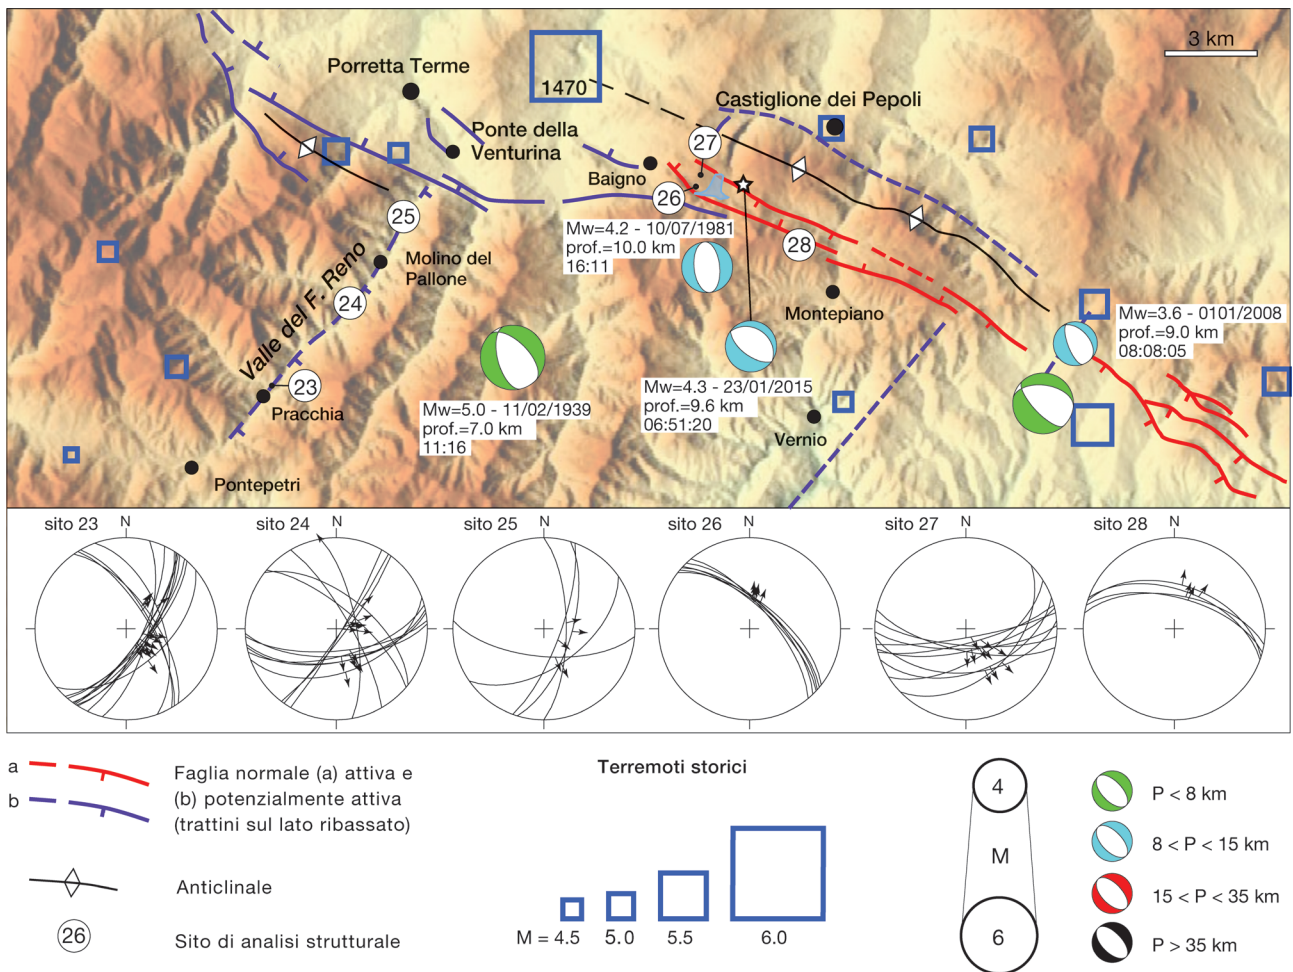 3 km
Porretta Terme
1470
Castiglione dei Pepoli
Ponte della
Venturina
27
Baigno
26
25
Mw=4.2 - 10/07/1981
prof.=10.0 km
16:11
28
Molino del
Pallone
Valle del F. Reno
24
Montepiano
Mw=3.6 - 0101/2008
prof.=9.0 km
08:08:05
23
Pracchia
Mw=5.0 - 11/02/1939
prof.=7.0 km
11:16
Mw=4.3 - 23/01/2015
prof.=9.6 km
06:51:20
Vernio
Pontepetri
sito 23
N
sito 24
N
sito 25
N
sito 26
N
sito 27
N
sito 28
N
a
b
Faglia normale (a) attiva e
(b) potenzialmente attiva
(trattini sul lato ribassato)
Anticlinale
26
Sito di analisi strutturale
Terremoti storici
M = 4.5
5.0
5.5
6.0
4
M
6
P < 8 km
8 < P < 15 km
15 < P < 35 km
P > 35 km